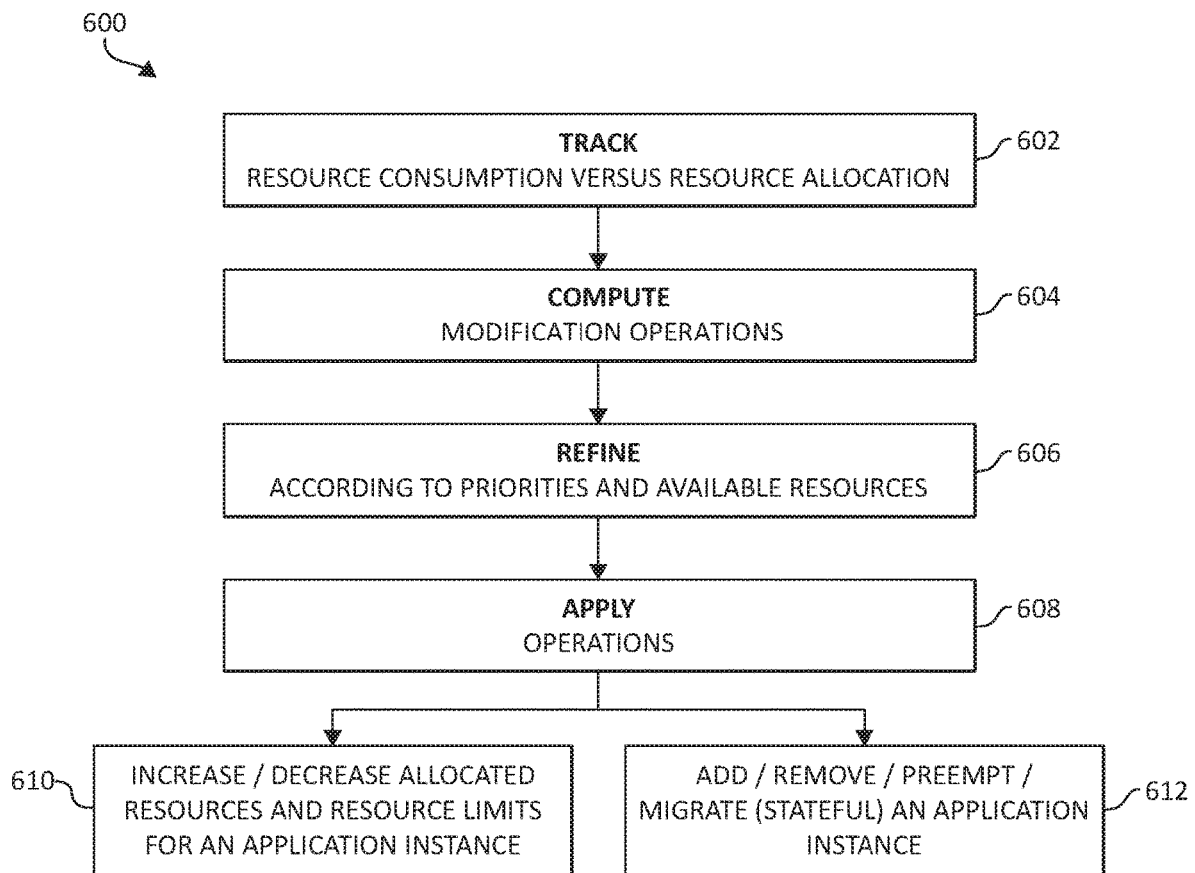 600
TRACK
RESOURCE CONSUMPTION VERSUS RESOURCE ALLOCATION
602
COMPUTE
MODIFICATION OPERATIONS
604
REFINE
ACCORDING TO PRIORITIES AND AVAILABLE RESOURCES
606
APPLY
OPERATIONS
608
610
INCREASE / DECREASE ALLOCATED
RESOURCES AND RESOURCE LIMITS
FOR AN APPLICATION INSTANCE
ADD / REMOVE / PREEMPT /
MIGRATE (STATEFUL) AN APPLICATION
INSTANCE
612